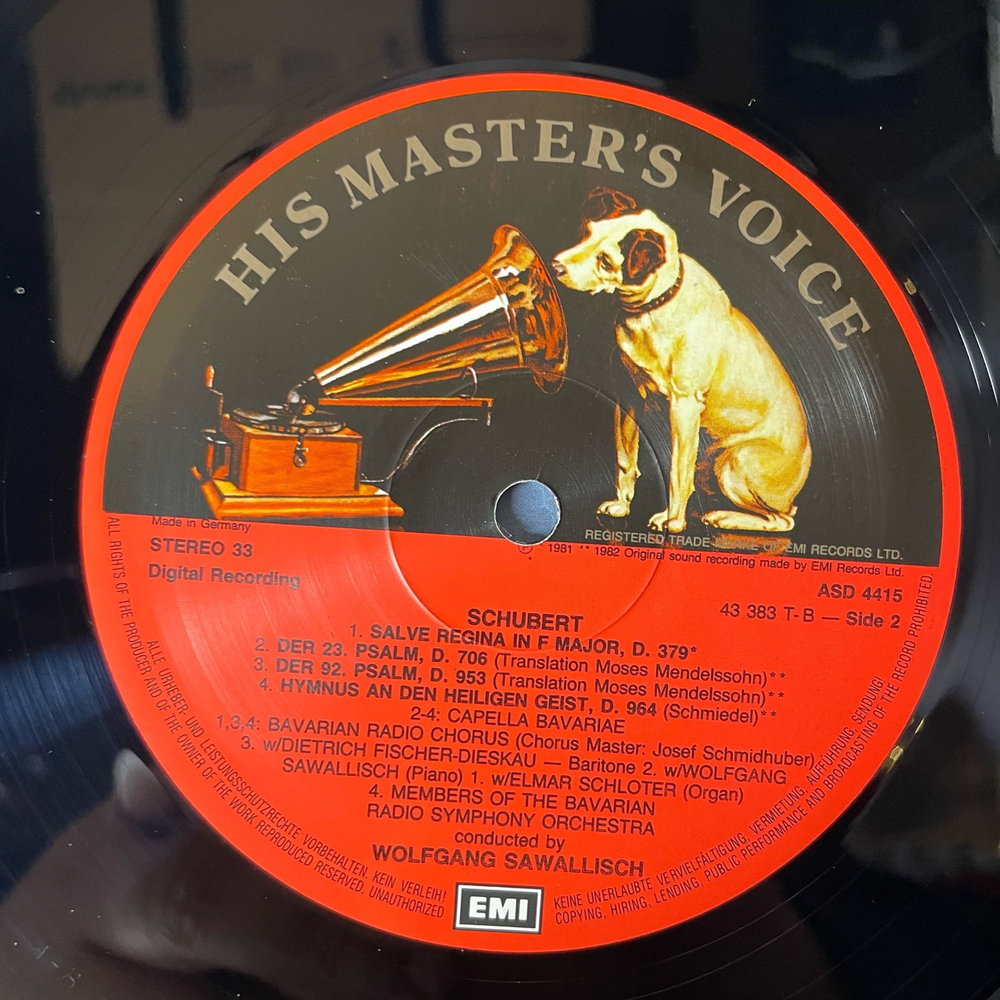 HIS MASTER'S VOICE
Made in Germany
REGISTERED TRADE MARK OF EMI RECORDS LTD.
STEREO 33
Ⓟ 1981 ** 1982 Original sound recording made by EMI Records Ltd.
Digital Recording
ASD 4415
43 383 T-B — Side 2
SCHUBERT
1. SALVE REGINA IN F MAJOR, D. 379*
2. DER 23. PSALM, D. 706 (Translation Moses Mendelssohn)**
3. DER 92. PSALM, D. 953 (Translation Moses Mendelssohn)**
4. HYMNUS AN DEN HEILIGEN GEIST, D. 964 (Schmiedel)**
2-4: CAPELLA BAVARIAE
1,3,4: BAVARIAN RADIO CHORUS (Chorus Master: Josef Schmidhuber)
3. w/DIETRICH FISCHER-DIESKAU — Baritone 2. w/WOLFGANG
SAWALLISCH (Piano) 1. w/ELMAR SCHLOTER (Organ)
4. MEMBERS OF THE BAVARIAN
RADIO SYMPHONY ORCHESTRA
conducted by
WOLFGANG SAWALLISCH
EMI
ALLE URHEBER- UND LEISTUNGSSCHUTZRECHTE VORBEHALTEN. KEIN VERLEIH! KEINE UNERLAUBTE VERVIELFÄLTIGUNG, VERMIETUNG, AUFFÜHRUNG, SENDUNG!
ALL RIGHTS OF THE PRODUCER AND OF THE OWNER OF THE WORK REPRODUCED RESERVED. UNAUTHORIZED COPYING, HIRING, LENDING, PUBLIC PERFORMANCE AND BROADCASTING OF THE RECORD PROHIBITED.